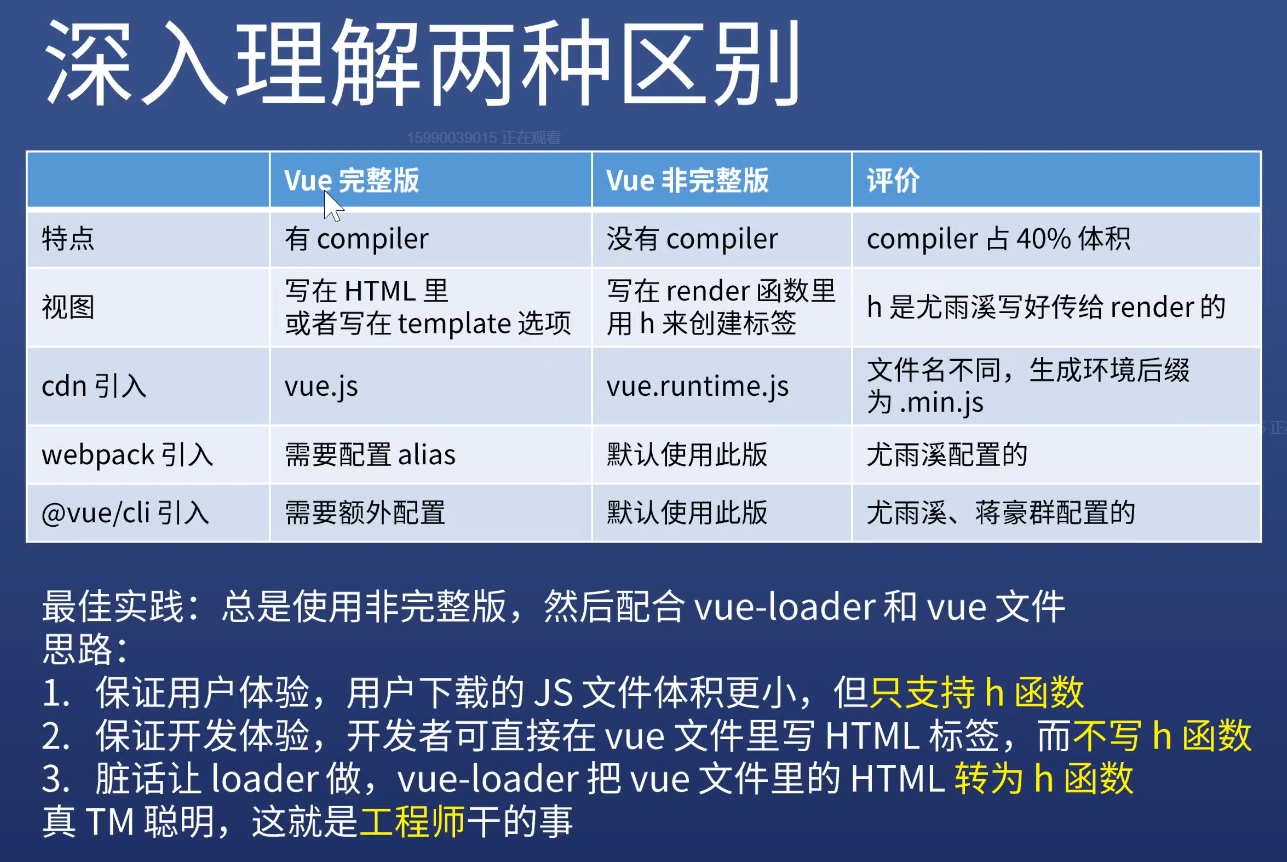 深入理解两种区别
15990039015 正在观看
Vue 完整版
Vue 非完整版
评价
特点
有 compiler
没有 compiler
compiler 占 40% 体积
视图
写在 HTML 里
或者写在 template 选项
写在 render 函数里
用 h 来创建标签
h 是尤雨溪写好传给 render 的
cdn 引入
vue.js
vue.runtime.js
文件名不同，生成环境后缀
为 .min.js
webpack 引入
需要配置 alias
默认使用此版
尤雨溪配置的
@vue/cli 引入
需要额外配置
默认使用此版
尤雨溪、蒋豪群配置的
最佳实践：总是使用非完整版，然后配合 vue-loader 和 vue 文件
思路：
1. 保证用户体验，用户下载的 JS 文件体积更小，但只支持 h 函数
2. 保证开发体验，开发者可直接在 vue 文件里写 HTML 标签，而不写 h 函数
3. 脏话让 loader 做，vue-loader 把 vue 文件里的 HTML 转为 h 函数
真 TM 聪明，这就是工程师干的事